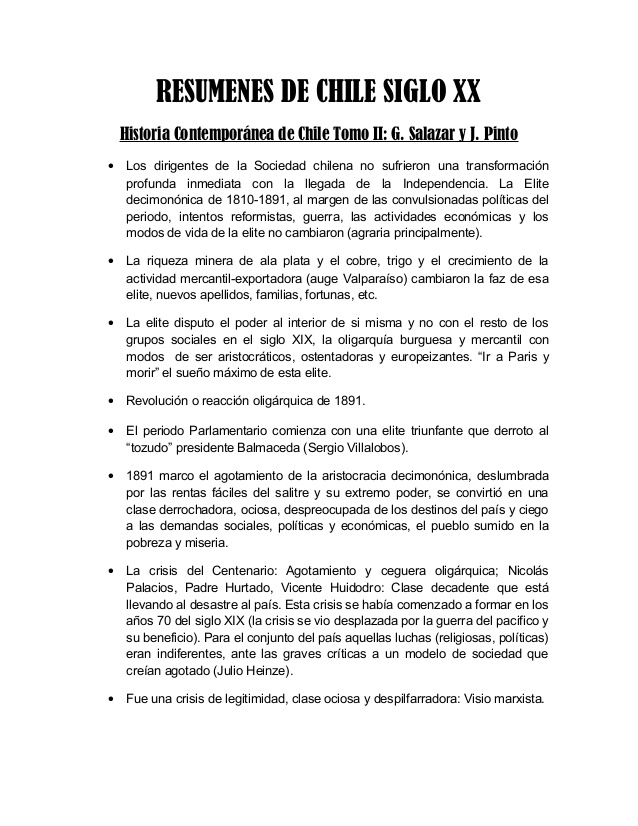 RESUMENES DE CHILE SIGLO XX
Historia Contemporánea de Chile Tomo II: G. Salazar y J. Pinto
• Los dirigentes de la Sociedad chilena no sufrieron una transformación
profunda inmediata con la llegada de la Independencia. La Elite
decimonónica de 1810-1891, al margen de las convulsionadas políticas del
periodo, intentos reformistas, guerra, las actividades económicas y los
modos de vida de la elite no cambiaron (agraria principalmente).
• La riqueza minera de ala plata y el cobre, trigo y el crecimiento de la
actividad mercantil-exportadora (auge Valparaíso) cambiaron la faz de esa
elite, nuevos apellidos, familias, fortunas, etc.
• La elite disputo el poder al interior de si misma y no con el resto de los
grupos sociales en el siglo XIX, la oligarquía burguesa y mercantil con
modos de ser aristocráticos, ostentadoras y europeizantes. “Ir a Paris y
morir” el sueño máximo de esta elite.
• Revolución o reacción oligárquica de 1891.
• El periodo Parlamentario comienza con una elite triunfante que derroto al
“tozudo” presidente Balmaceda (Sergio Villalobos).
• 1891 marco el agotamiento de la aristocracia decimonónica, deslumbrada
por las rentas fáciles del salitre y su extremo poder, se convirtió en una
clase derrochadora, ociosa, despreocupada de los destinos del país y ciego
a las demandas sociales, políticas y económicas, el pueblo sumido en la
pobreza y miseria.
• La crisis del Centenario: Agotamiento y ceguera oligárquica; Nicolás
Palacios, Padre Hurtado, Vicente Huidodro: Clase decadente que está
llevando al desastre al país. Esta crisis se había comenzado a formar en los
años 70 del siglo XIX (la crisis se vio desplazada por la guerra del pacifico y
su beneficio). Para el conjunto del país aquellas luchas (religiosas, políticas)
eran indiferentes, ante las graves críticas a un modelo de sociedad que
creían agotado (Julio Heinze).
• Fue una crisis de legitimidad, clase ociosa y despilfarradora: Visio marxista.